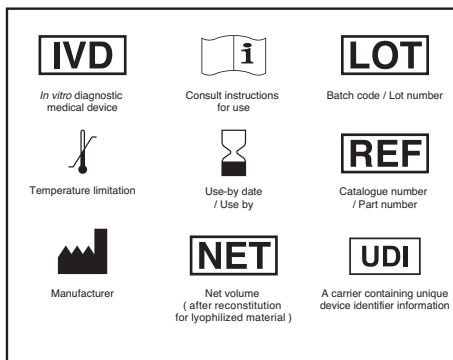 IVD
In vitro diagnostic
medical device
i
Consult instructions
for use
LOT
Batch code / Lot number
Temperature limitation
Use-by date
/ Use by
REF
Catalogue number
/ Part number
Manufacturer
NET
Net volume
( after reconstitution
for lyophilized material )
UDI
A carrier containing unique
device identifier information